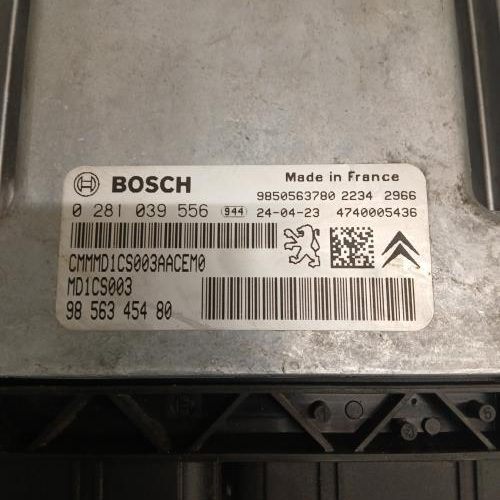 BOSCH Made in France
9850563780 2234 2966
0 281 039 556 944 24-04-23 4740005436
CMMMD1CS003AACEM0
MD1CS003
98 563 454 80